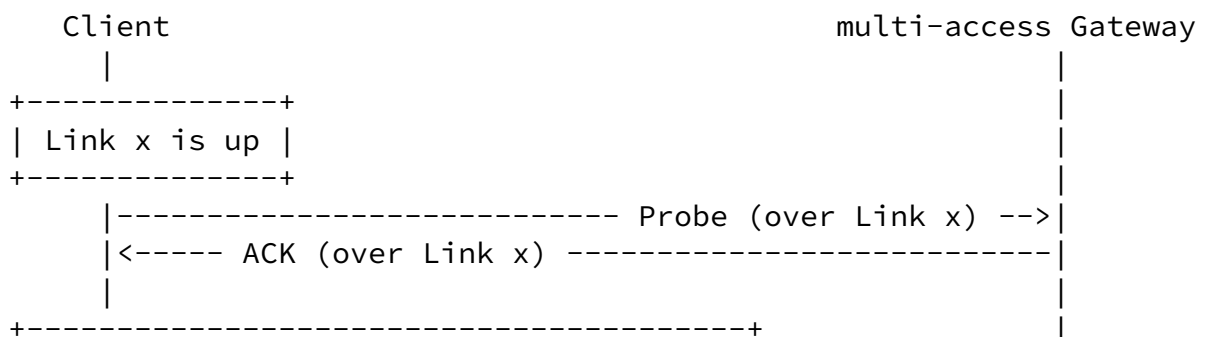 Client                                     multi-access Gateway
     |                                                    |
+--------------+                                          |
| Link x is up |                                          |
+--------------+                                          |
     |---------------------------- Probe (over Link x) -->|
     |<----- ACK (over Link x) ---------------------------|
     |                                                    |
+----------------------------------------+                |